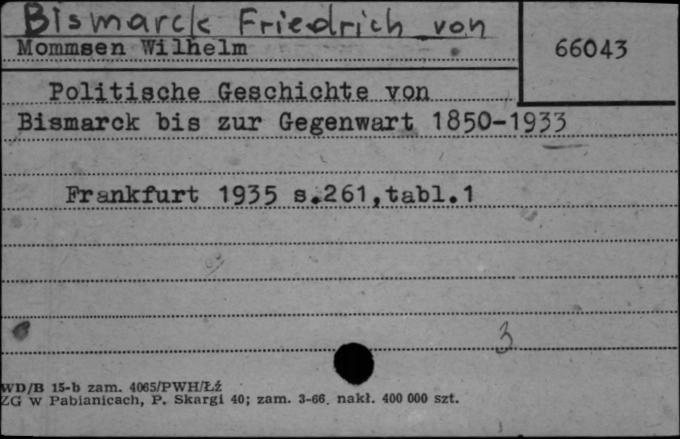 Bismarck Friedrich von
Mommsen Wilhelm
66043
Politische Geschichte von
Bismarck bis zur Gegenwart 1850-1933
Frankfurt 1935 s.261,tabl.1
3
WD/B 15-b zam. 4065/PWH/Łź
ZG w Pabianicach, P. Skargi 40; zam. 3-66. nakł. 400 000 szt.